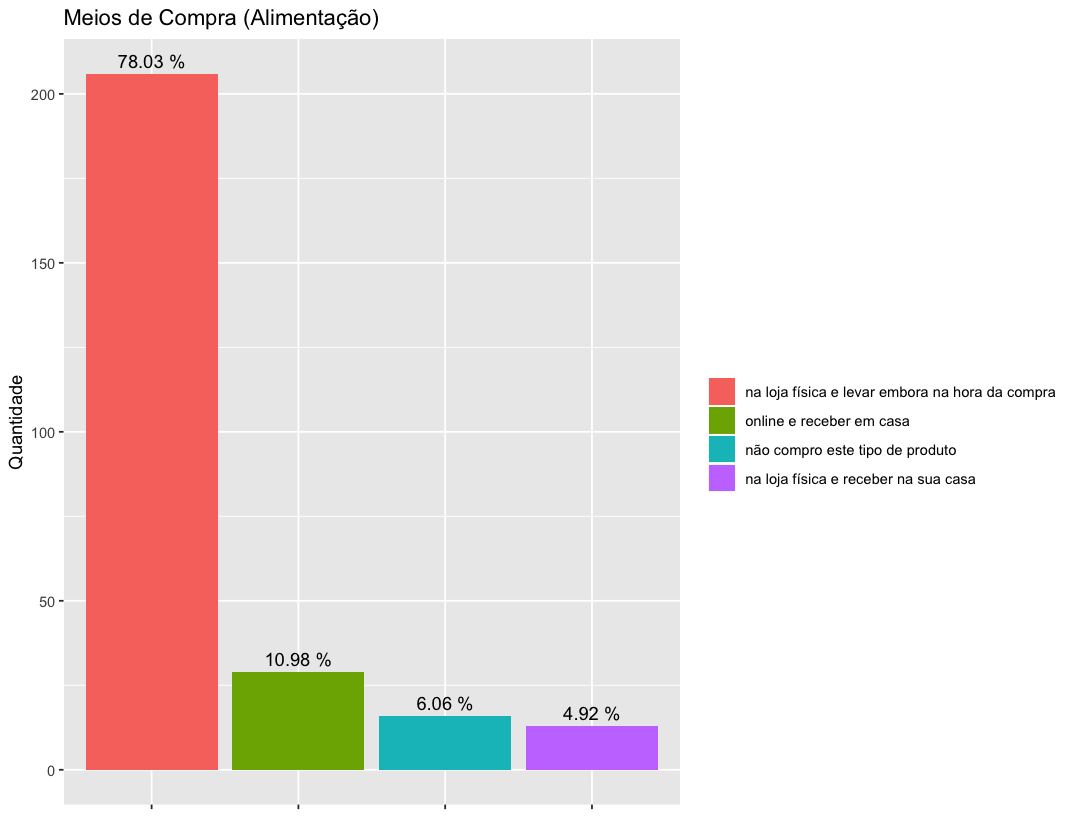 Meios de Compra (Alimentação)
78.03 %
10.98 %
6.06 %
4.92 %
200
150
100
50
0
Quantidade
na loja física e levar embora na hora da compra
online e receber em casa
não compro este tipo de produto
na loja física e receber na sua casa